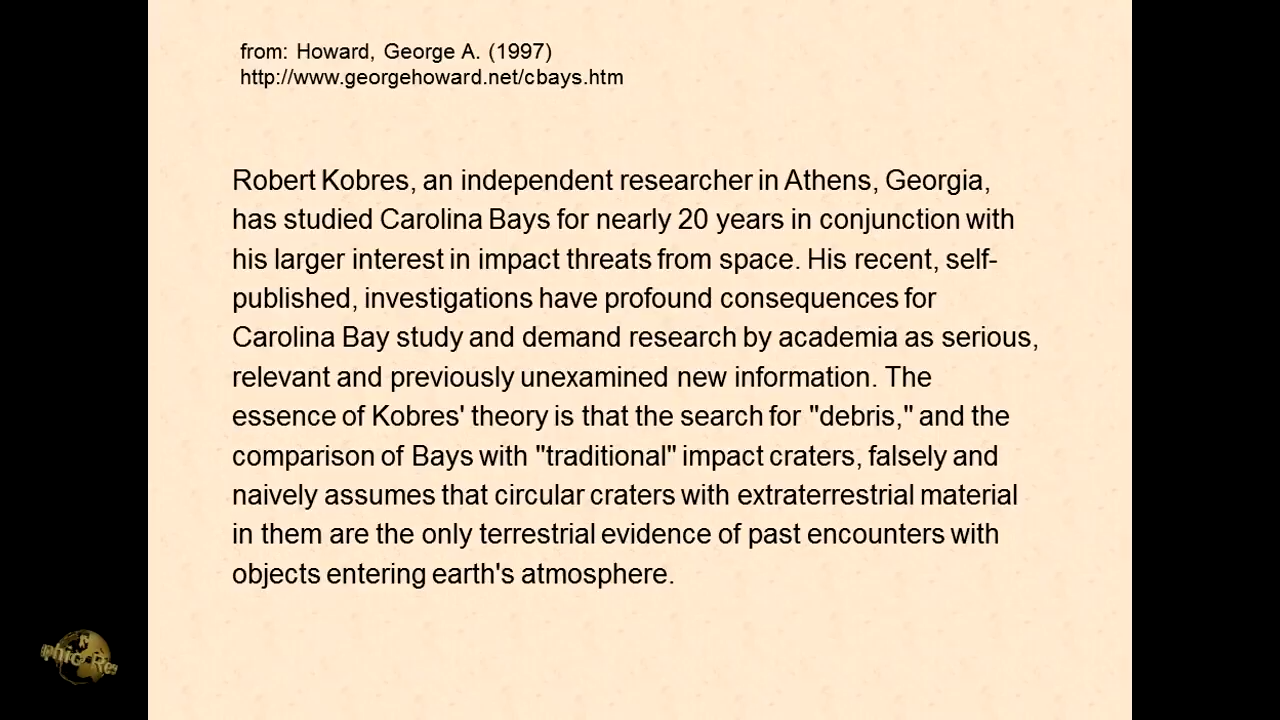 from: Howard, George A. (1997)
http://www.georgehoward.net/cbays.htm
Robert Kobres, an independent researcher in Athens, Georgia,
has studied Carolina Bays for nearly 20 years in conjunction with
his larger interest in impact threats from space. His recent, self-
published, investigations have profound consequences for
Carolina Bay study and demand research by academia as serious,
relevant and previously unexamined new information. The
essence of Kobres' theory is that the search for "debris," and the
comparison of Bays with "traditional" impact craters, falsely and
naively assumes that circular craters with extraterrestrial material
in them are the only terrestrial evidence of past encounters with
objects entering earth's atmosphere.